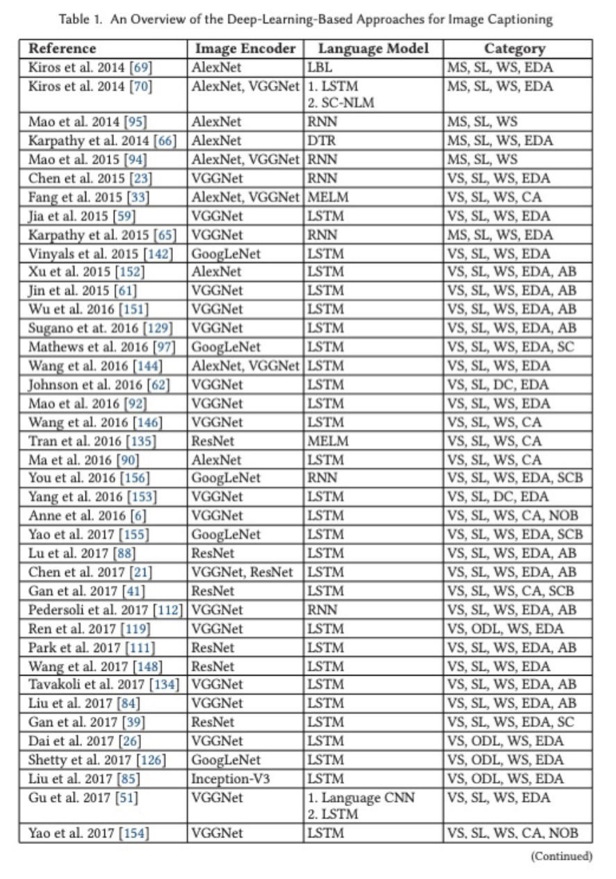 Table 1. An Overview of the Deep-Learning-Based Approaches for Image Captioning
Reference Image Encoder Language Model Category
Kiros et al. 2014 [69] AlexNet LBL MS, SL, WS, EDA
Kiros et al. 2014 [70] AlexNet, VGGNet 1. LSTM MS, SL, WS, EDA
2. SC-NLM
Mao et al. 2014 [95] AlexNet RNN MS, SL, WS
Karpathy et al. 2014 [66] AlexNet DTR MS, SL, WS, EDA
Mao et al. 2015 [94] AlexNet, VGGNet RNN MS, SL, WS
Chen et al. 2015 [23] VGGNet RNN VS, SL, WS, EDA
Fang et al. 2015 [33] AlexNet, VGGNet MELM VS, SL, WS, CA
Jia et al. 2015 [59] VGGNet LSTM VS, SL, WS, EDA
Karpathy et al. 2015 [65] VGGNet RNN MS, SL, WS, EDA
Vinyals et al. 2015 [142] GoogLeNet LSTM VS, SL, WS, EDA
Xu et al. 2015 [152] AlexNet LSTM VS, SL, WS, EDA, AB
Jin et al. 2015 [61] VGGNet LSTM VS, SL, WS, EDA, AB
Wu et al. 2016 [151] VGGNet LSTM VS, SL, WS, EDA, AB
Sugano et at. 2016 [129] VGGNet LSTM VS, SL, WS, EDA, AB
Mathews et al. 2016 [97] GoogLeNet LSTM VS, SL, WS, EDA, SC
Wang et al. 2016 [144] AlexNet, VGGNet LSTM VS, SL, WS, EDA
Johnson et al. 2016 [62] VGGNet LSTM VS, SL, DC, EDA
Mao et al. 2016 [92] VGGNet LSTM VS, SL, WS, EDA
Wang et al. 2016 [146] VGGNet LSTM VS, SL, WS, CA
Tran et al. 2016 [135] ResNet MELM VS, SL, WS, CA
Ma et al. 2016 [90] AlexNet LSTM VS, SL, WS, CA
You et al. 2016 [156] GoogLeNet RNN VS, SL, WS, EDA, SCB
Yang et al. 2016 [153] VGGNet LSTM VS, SL, DC, EDA
Anne et al. 2016 [6] VGGNet LSTM VS, SL, WS, CA, NOB
Yao et al. 2017 [155] GoogLeNet LSTM VS, SL, WS, EDA, SCB
Lu et al. 2017 [88] ResNet LSTM VS, SL, WS, EDA, AB
Chen et al. 2017 [21] VGGNet, ResNet LSTM VS, SL, WS, EDA, AB
Gan et al. 2017 [41] ResNet LSTM VS, SL, WS, CA, SCB
Pedersoli et al. 2017 [112] VGGNet RNN VS, SL, WS, EDA, AB
Ren et al. 2017 [119] VGGNet LSTM VS, ODL, WS, EDA
Park et al. 2017 [111] ResNet LSTM VS, SL, WS, EDA, AB
Wang et al. 2017 [148] ResNet LSTM VS, SL, WS, EDA
Tavakoli et al. 2017 [134] VGGNet LSTM VS, SL, WS, EDA, AB
Liu et al. 2017 [84] VGGNet LSTM VS, SL, WS, EDA, AB
Gan et al. 2017 [39] ResNet LSTM VS, SL, WS, EDA, SC
Dai et al. 2017 [26] VGGNet LSTM VS, ODL, WS, EDA
Shetty et al. 2017 [126] GoogLeNet LSTM VS, ODL, WS, EDA
Liu et al. 2017 [85] Inception-V3 LSTM VS, ODL, WS, EDA
Gu et al. 2017 [51] VGGNet 1. Language CNN VS, SL, WS, EDA
2. LSTM
Yao et al. 2017 [154] VGGNet LSTM VS, SL, WS, CA, NOB
(Continued)